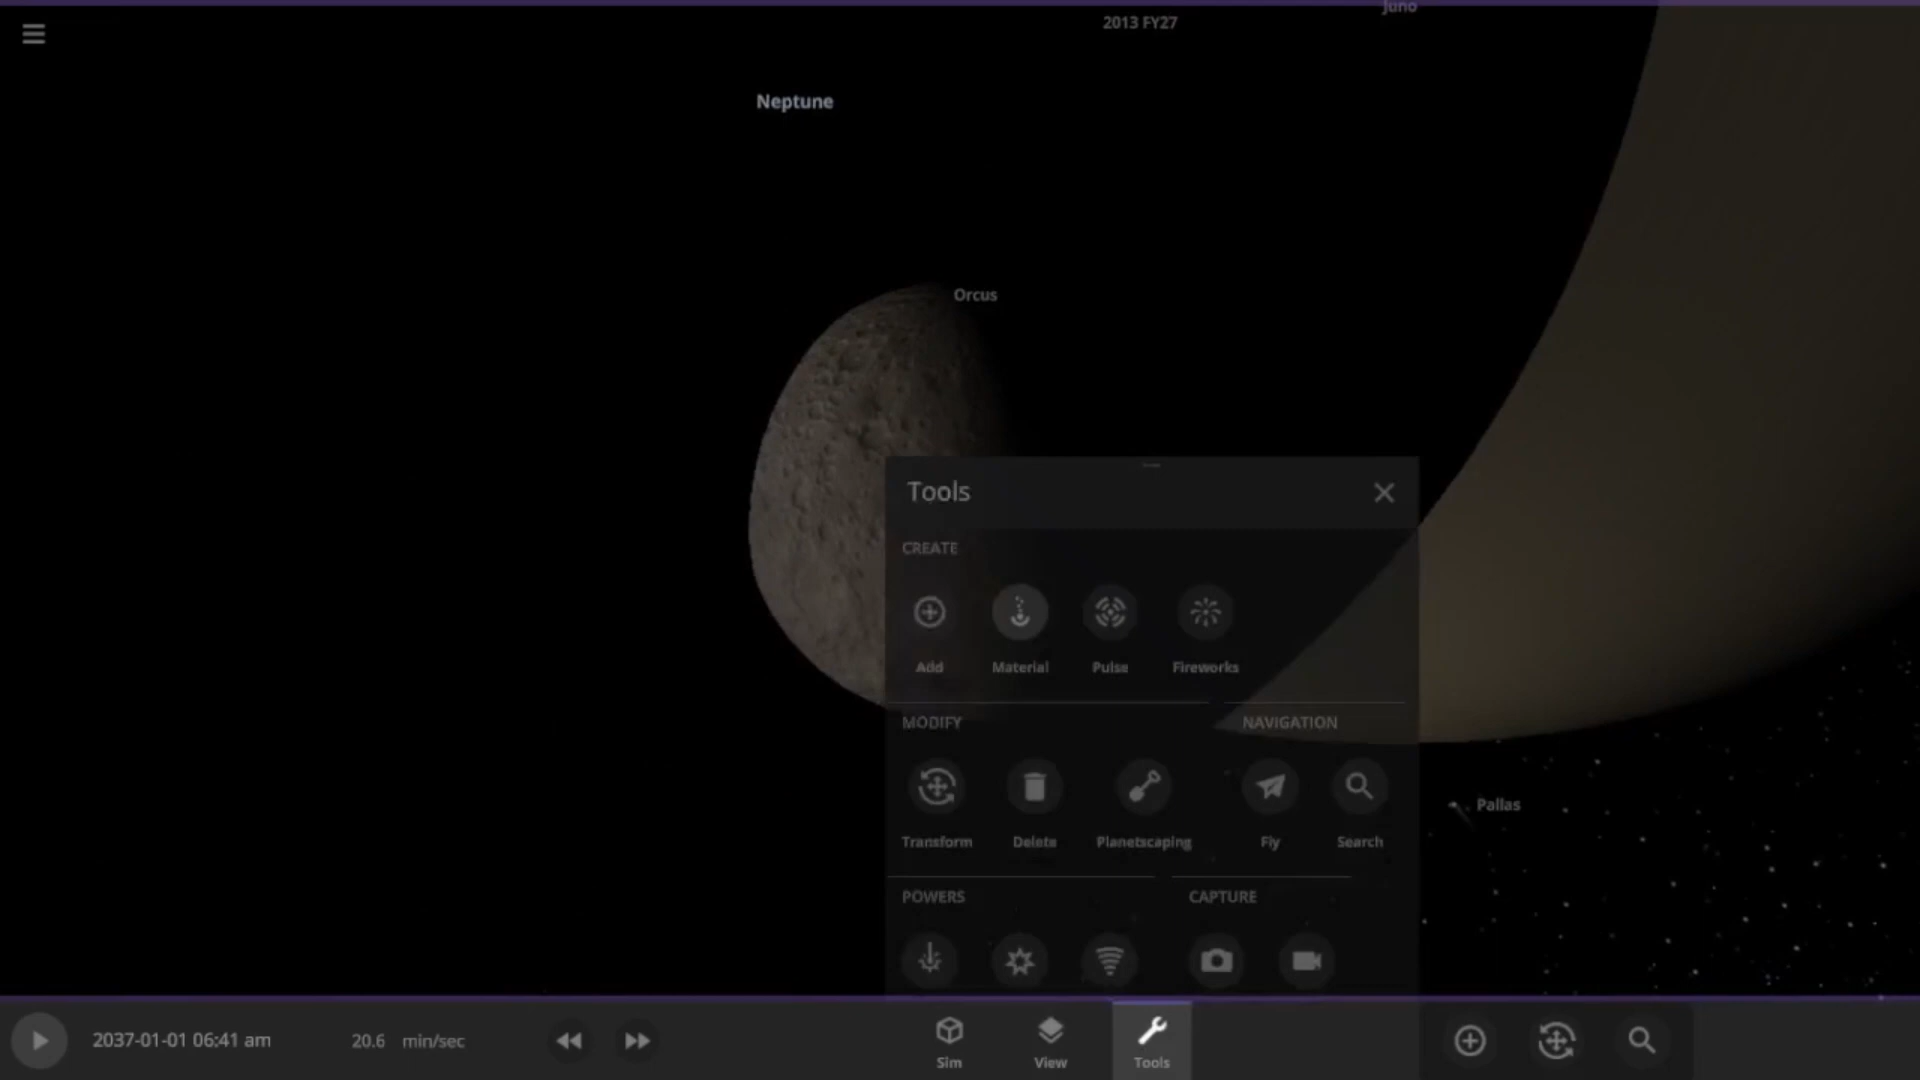 Juno
2013 FY27
Neptune
Orcus
Tools
CREATE
Add Material Pulse Fireworks
MODIFY NAVIGATION
Transform Delete Planetscaping Fly Search
Pallas
POWERS CAPTURE
2037-01-01 06:41 am 20.6 min/sec
Sim View Tools